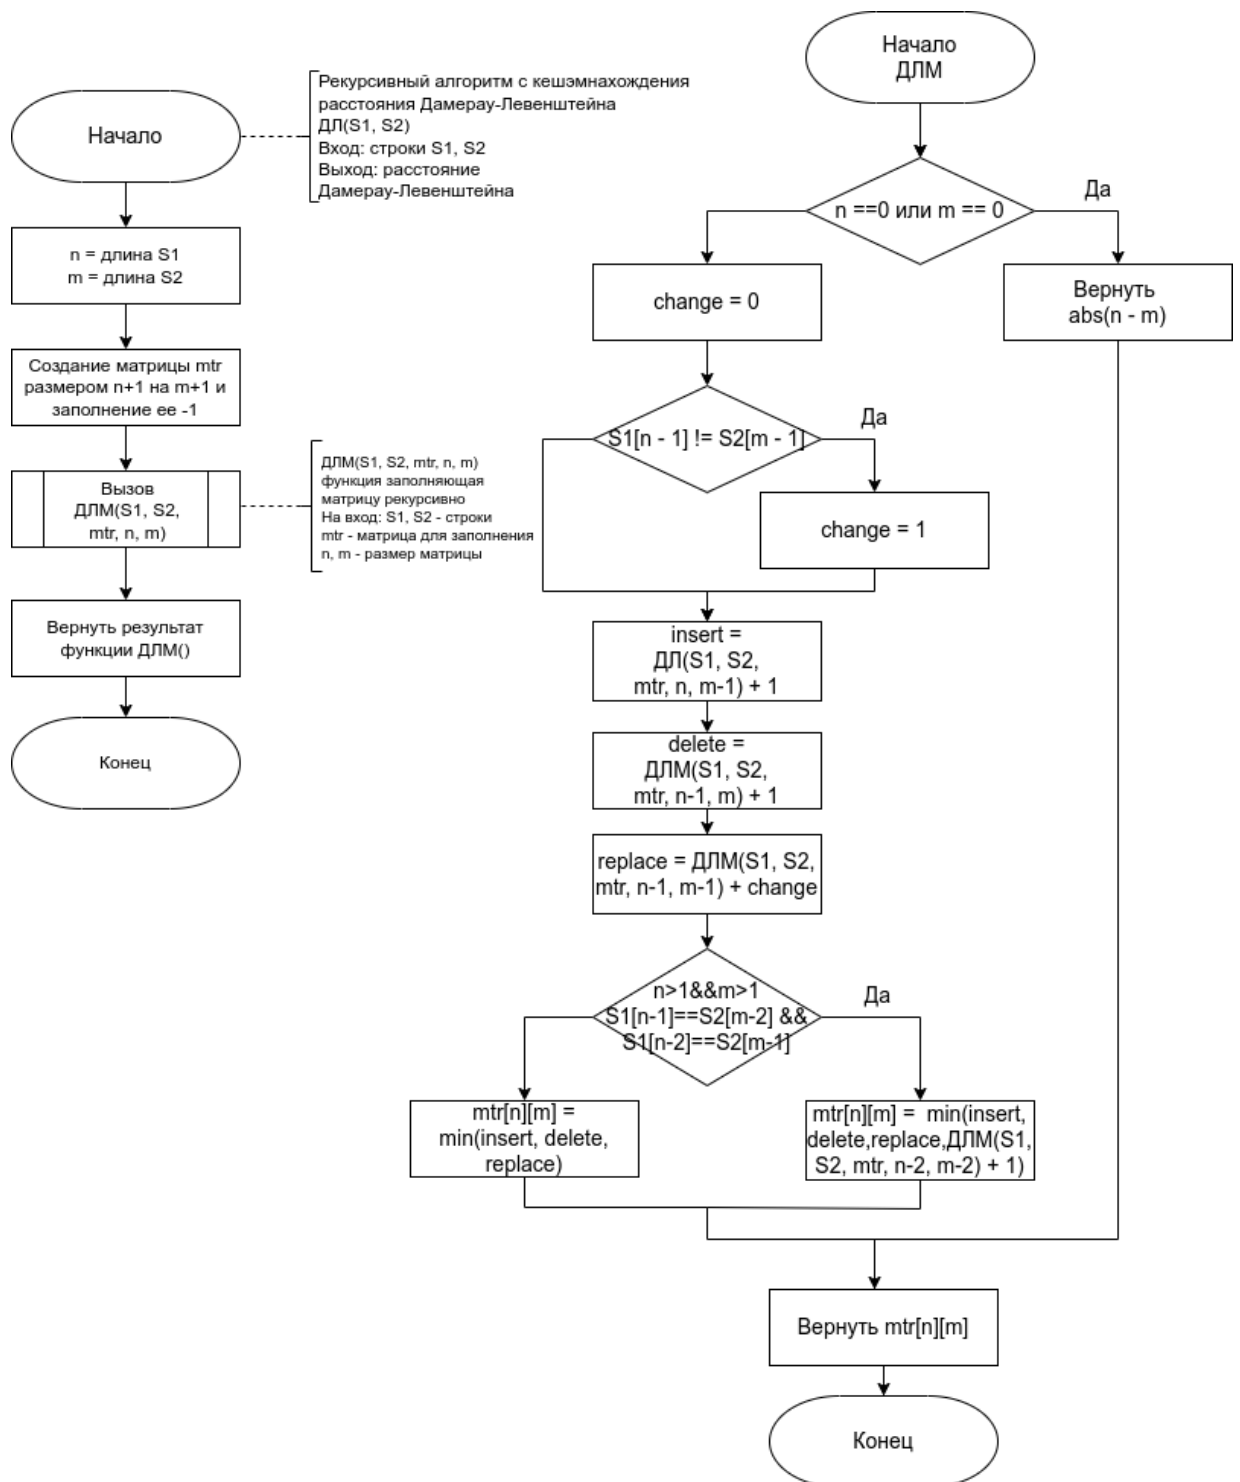 Начало
Рекурсивный алгоритм с кешэмнахождения
расстояния Дамерау-Левенштейна
ДЛ(S1, S2)
Вход: строки S1, S2
Выход: расстояние
Дамерау-Левенштейна
n = длина S1
m = длина S2
Создание матрицы mtr
размером n+1 на m+1 и
заполнение ее -1
Вызов
ДЛМ(S1, S2,
mtr, n, m)
ДЛМ(S1, S2, mtr, n, m)
функция заполняющая
матрицу рекурсивно
На вход: S1, S2 - строки
mtr - матрица для заполнения
n, m - размер матрицы
Вернуть результат
функции ДЛМ()
Конец
Начало
ДЛМ
n ==0 или m == 0
Да
Вернуть
abs(n - m)
change = 0
S1[n - 1] != S2[m - 1]
Да
change = 1
insert =
ДЛ(S1, S2,
mtr, n, m-1) + 1
delete =
ДЛМ(S1, S2,
mtr, n-1, m) + 1
replace = ДЛМ(S1, S2,
mtr, n-1, m-1) + change
n>1&&m>1
S1[n-1]==S2[m-2] &&
S1[n-2]==S2[m-1]
Да
mtr[n][m] =
min(insert, delete,
replace)
mtr[n][m] = min(insert,
delete,replace,ДЛМ(S1,
S2, mtr, n-2, m-2) + 1)
Вернуть mtr[n][m]
Конец